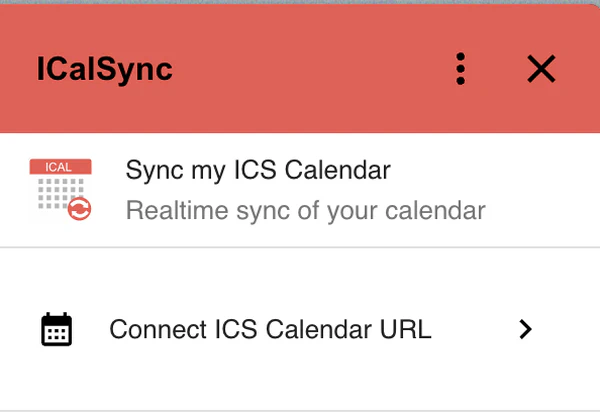 ICalSync
ICAL
Sync my ICS Calendar
Realtime sync of your calendar
Connect ICS Calendar URL